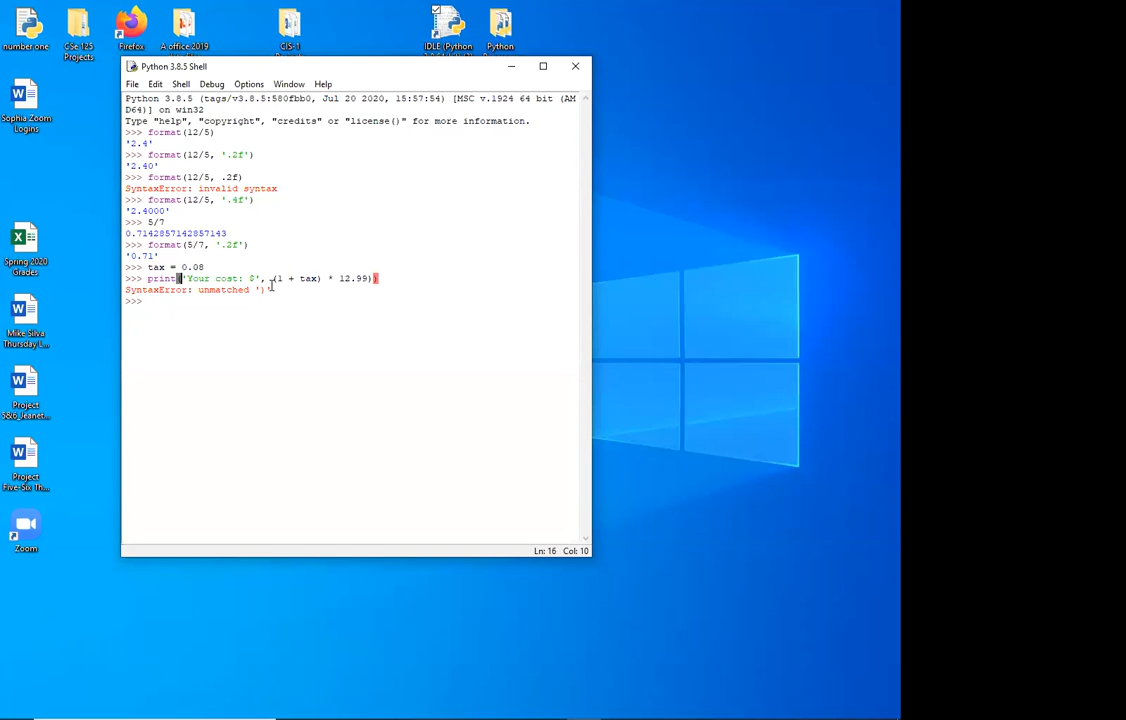 number.one
CSe 125
Projects
Firefox
A office 2019
CIS-1
IDLE (Python
Python
Python 3.8.5 Shell
File Edit Shell Debug Options Window Help
Python 3.8.5 (tags/v3.8.5:580fbb0, Jul 20 2020, 15:57:54) [MSC v.1924 64 bit (AM
D64)] on win32
Type "help", "copyright", "credits" or "license()" for more information.
>>> format(12/5)
'2.4'
>>> format(12/5, '.2f')
'2.40'
>>> format(12/5, .2f)
SyntaxError: invalid syntax
>>> format(12/5, '.4f')
'2.4000'
>>> 5/7
0.7142857142857143
>>> format(5/7, '.2f')
'0.71'
>>> tax = 0.08
>>> print('Your cost: $', (1 + tax) * 12.99))
SyntaxError: unmatched ')'
>>>
Ln: 16 Col: 10
Sophia Zoom
Logins
Spring 2020
Grades
Mike Sliva
Thursday L...
Project
5&6_Jeanet...
Project
Five-Six Th...
Zoom